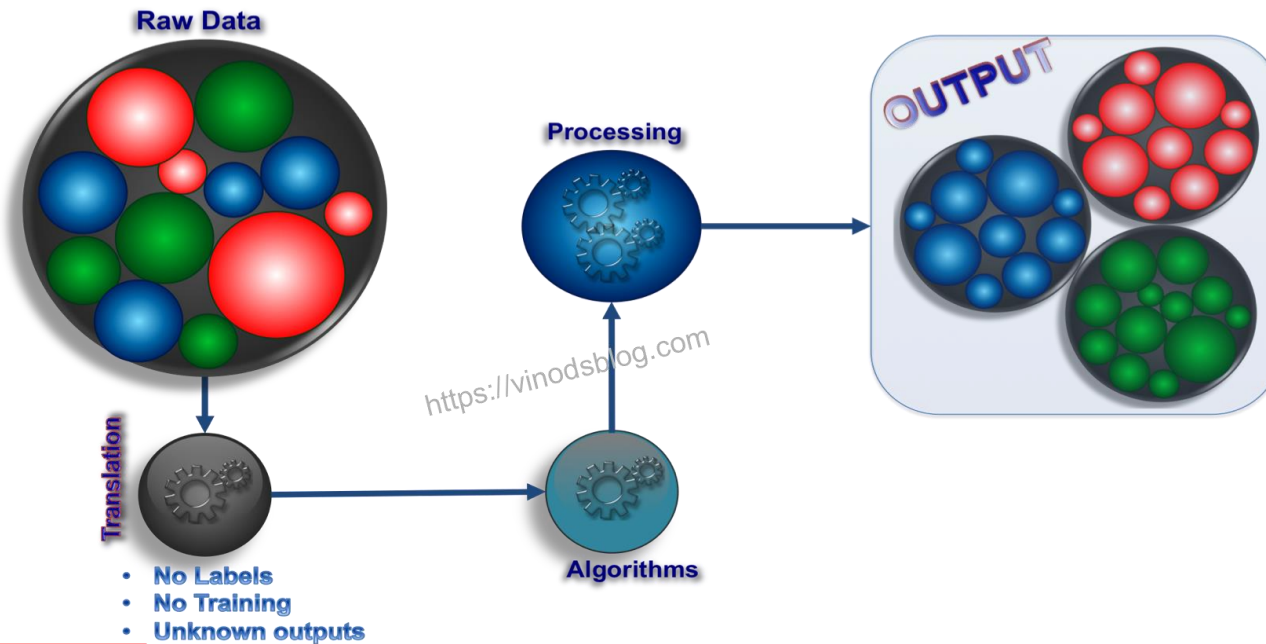 Raw Data
OUTPUT
Processing
https://vinodsblog.com
Translation
Algorithms
• No Labels
• No Training
• Unknown outputs